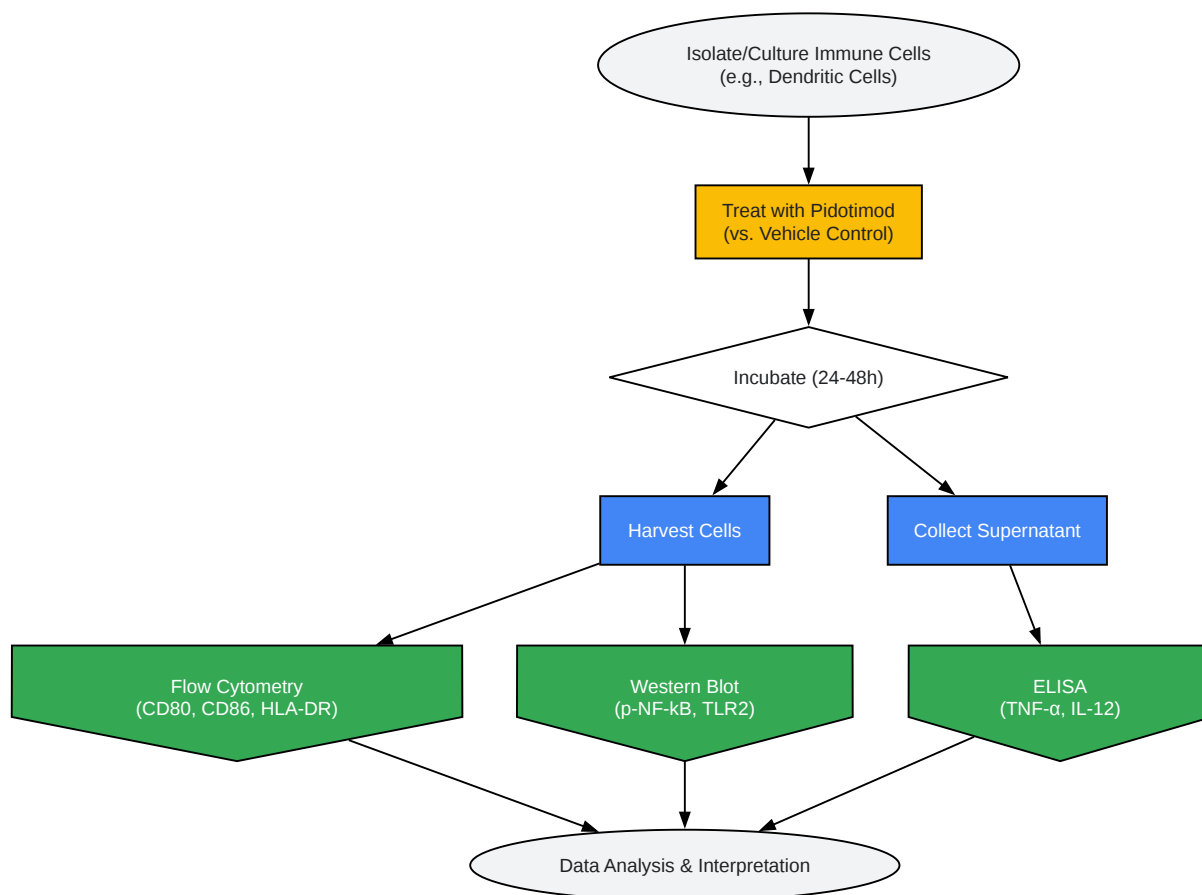 Isolate/Culture Immune Cells
(e.g., Dendritic Cells)
Treat with Pidotimod
(vs. Vehicle Control)
Incubate (24-48h)
Harvest Cells
Collect Supernatant
Flow Cytometry
(CD80, CD86, HLA-DR)
Western Blot
(p-NF-kB, TLR2)
ELISA
(TNF-α, IL-12)
Data Analysis & Interpretation